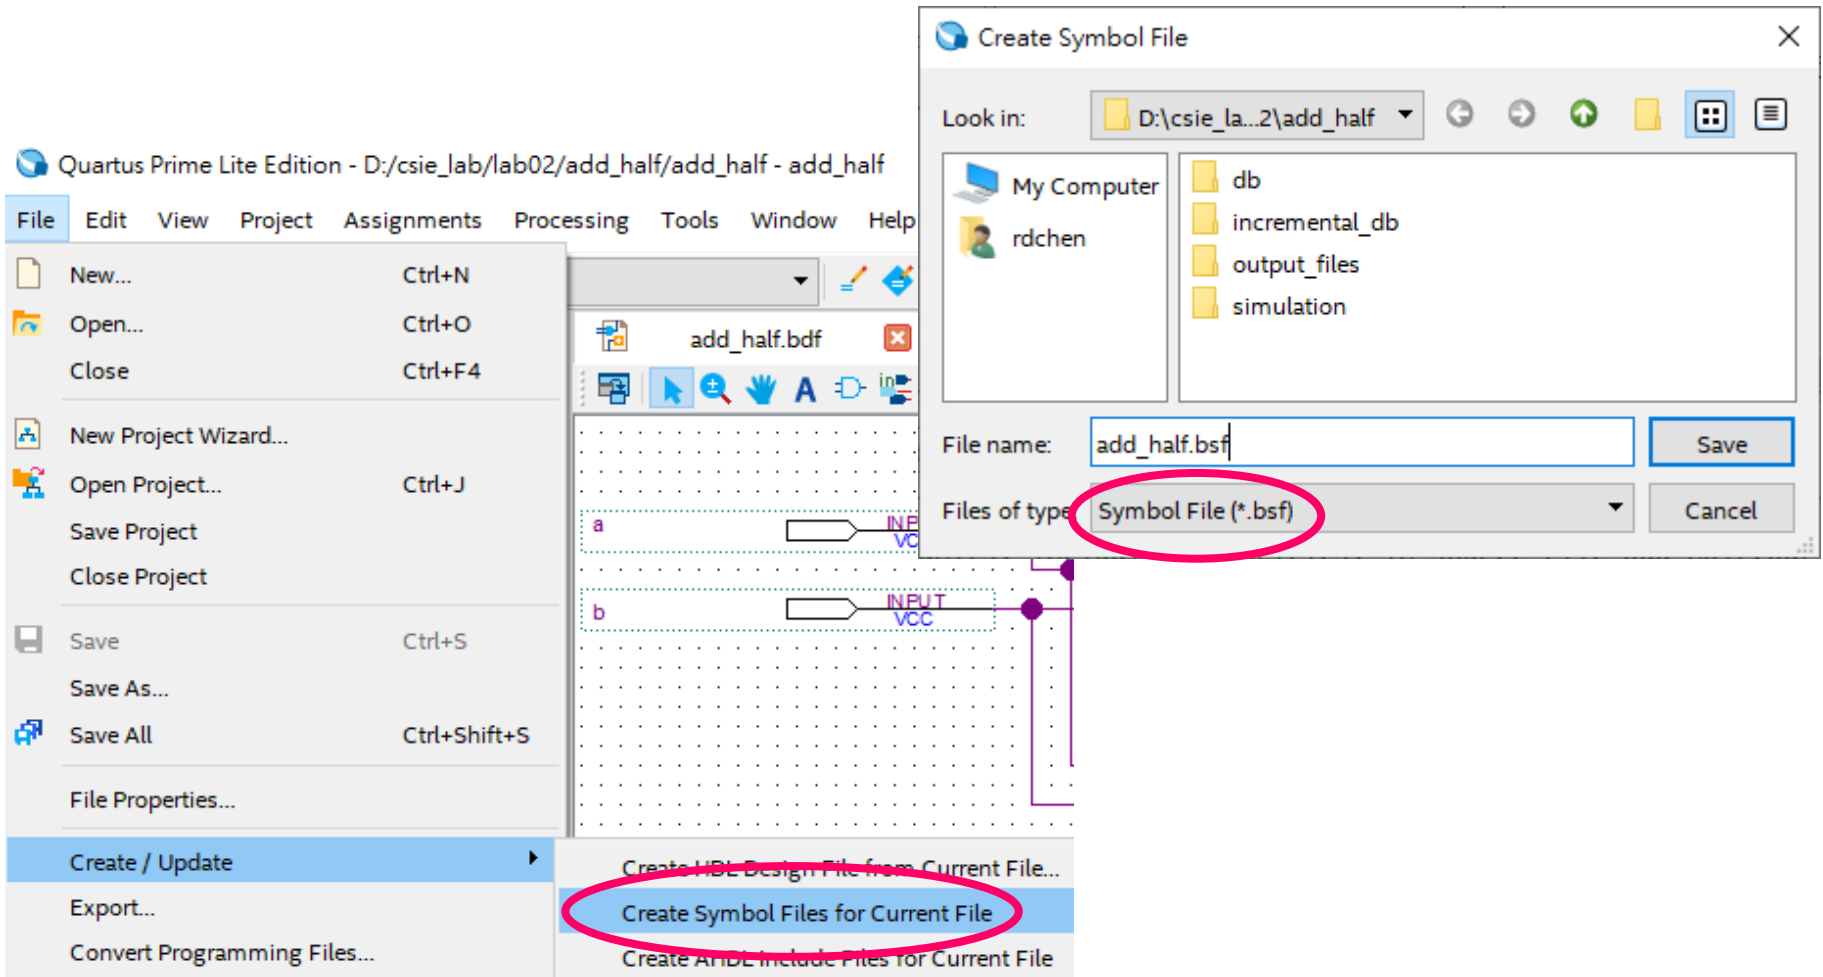 Quartus Prime Lite Edition - D:/csie_lab/lab02/add_half/add_half - add_half
File Edit View Project Assignments Processing Tools Window Help
New... Ctrl+N
Open... Ctrl+O
Close Ctrl+F4
New Project Wizard...
Open Project... Ctrl+J
Save Project
Close Project
Save Ctrl+S
Save As...
Save All Ctrl+Shift+S
File Properties...
Create / Update
Export...
Convert Programming Files...
Create HDL Design File from Current File...
Create Symbol Files for Current File
Create AHDL Include Files for Current File
add_half.bdf
A
in
a
b INPUT
VCC
Create Symbol File
Look in: D:\csie_la...2\add_half
My Computer
rdchen
db
incremental_db
output_files
simulation
File name: add_half.bsf Save
Files of type Symbol File (*.bsf) Cancel